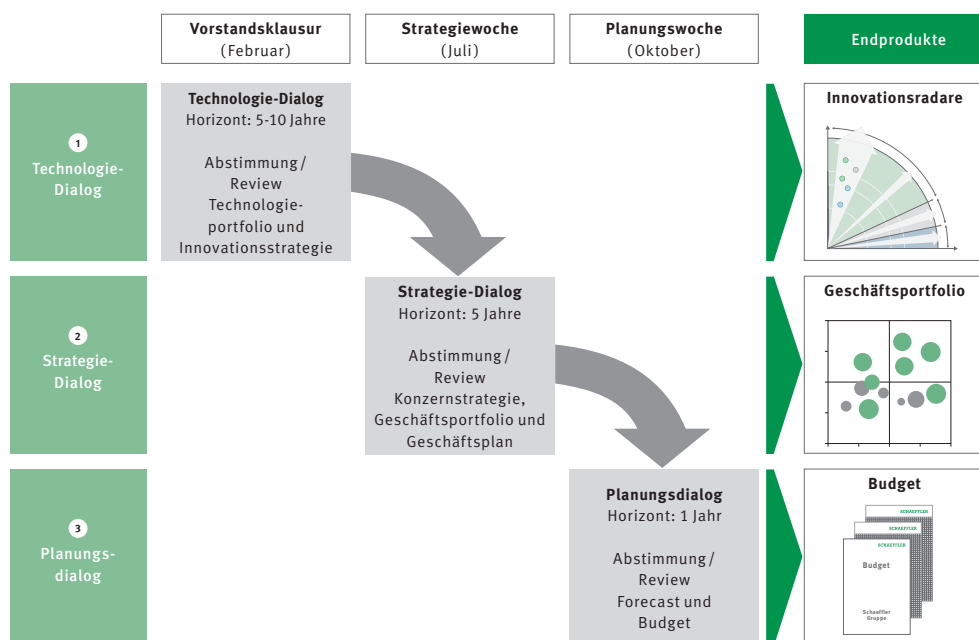 Vorstandsklausur
(Februar)
Strategiewoche
(Juli)
Planungswoche
(Oktober)
Endprodukte
1
Technologie-
Dialog
Technologie-Dialog
Horizont: 5-10 Jahre
Abstimmung/
Review
Technologie-
portfolio und
Innovationsstrategie
Innovationsradare
2
Strategie-
Dialog
Strategie-Dialog
Horizont: 5 Jahre
Abstimmung/
Review
Konzernstrategie,
Geschäftsportfolio und
Geschäftsplan
Geschäftsportfolio
3
Planungs-
dialog
Planungsdialog
Horizont: 1 Jahr
Abstimmung/
Review
Forecast und
Budget
Budget
SCHAEFFLER
SCHAEFFLER
SCHAEFFLER
Budget
Schaeffler
Gruppe